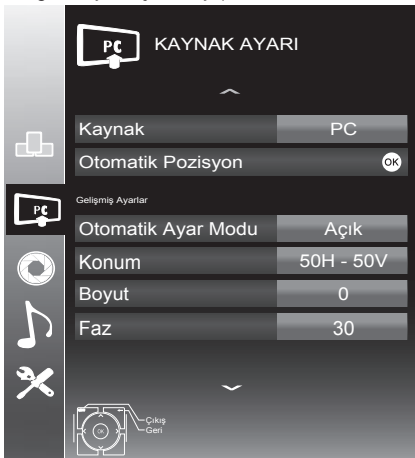 PC KAYNAK AYARI
Kaynak PC
Otomatik Pozisyon OK
PC
Gelişmiş Ayarlar
Otomatik Ayar Modu Açık
Konum 50H - 50V
Boyut 0
Faz 30
Çıkış
OK
Geri